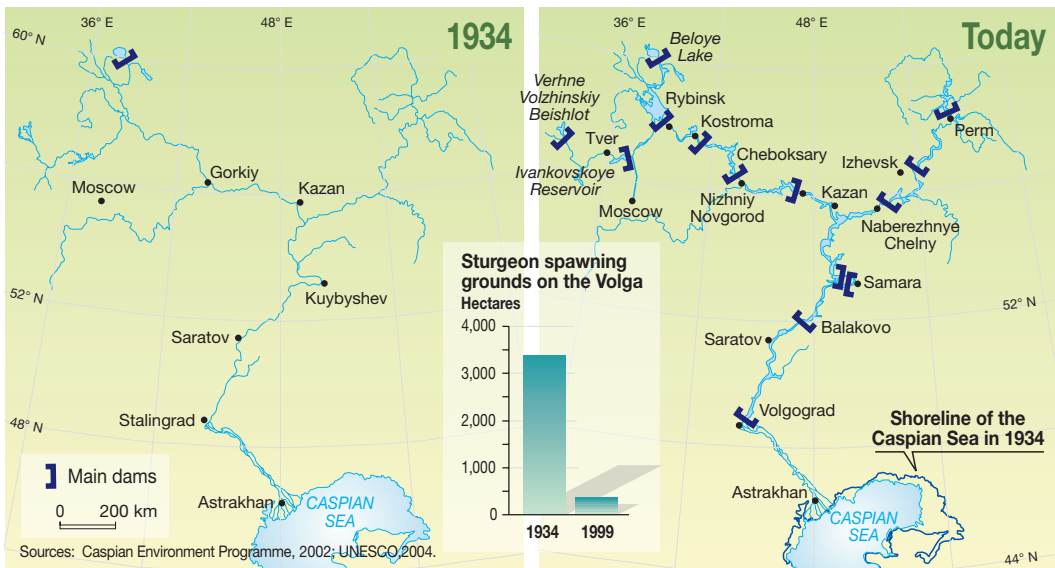 1934
36° E
48° E
60° N
Gorkiy
Moscow
Kazan
52° N
Kuybyshev
Saratov
Stalingrad
48° N
Main dams
0 200 km
Astrakhan
CASPIAN
SEA
Sources: Caspian Environment Programme, 2002; UNESCO,2004.
Sturgeon spawning
grounds on the Volga
Hectares
4,000
3,000
2,000
1,000
0
1934
1999
Today
36° E
48° E
Beloye
Lake
Verhne
Volzhinskiy
Beishlot
Rybinsk
Kostroma
Perm
Tver
Cheboksary
Izhevsk
Ivankovskoye
Reservoir
Moscow
Nizhniy
Novgorod
Kazan
Naberezhnye
Chelny
Samara
52° N
Balakovo
Saratov
Volgograd
Shoreline of the
Caspian Sea in 1934
Astrakhan
CASPIAN
SEA
44° N